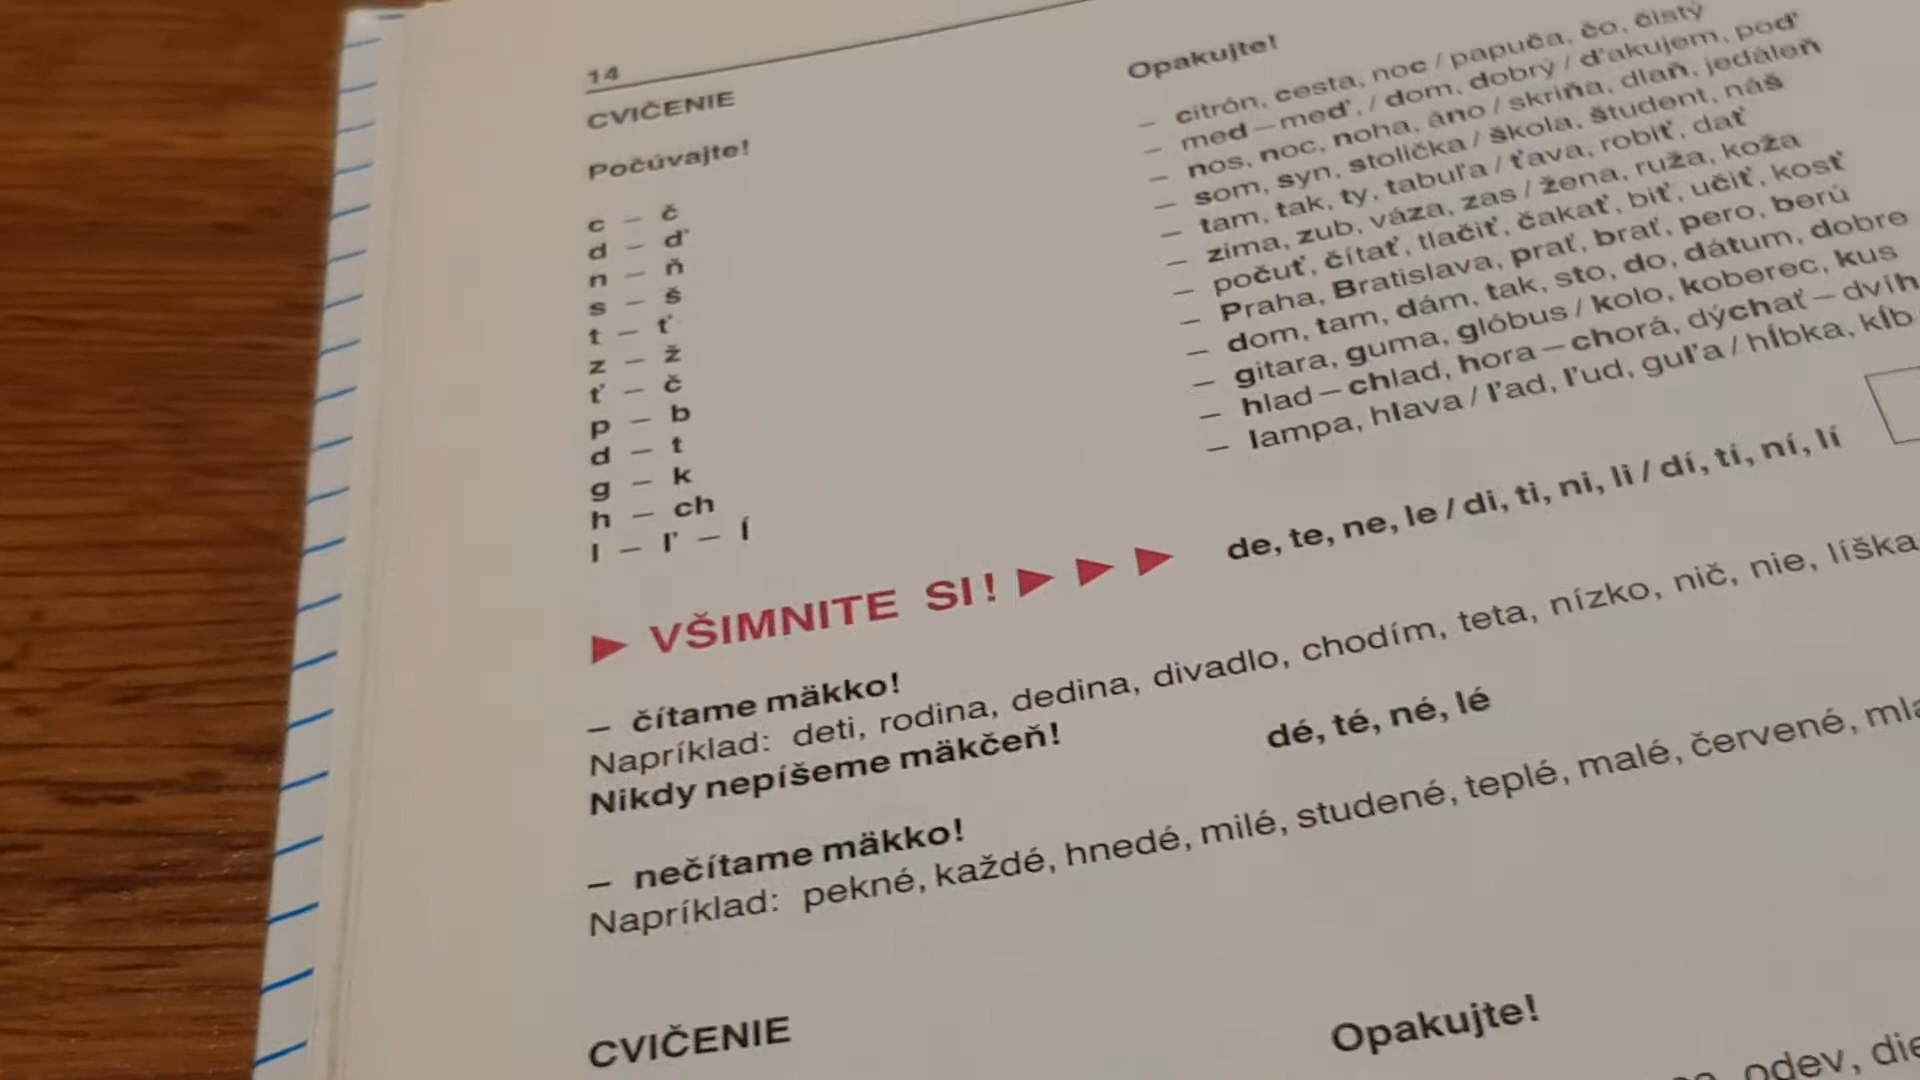 14
CVIČENIE
Počúvajte!
c – č
d – ď
n – ň
s – š
t – ť
z – ž
ť – č
p – b
d – t
g – k
h – ch
l – ľ – ĺ
Opakujte!
– citrón, cesta, noc / papuča, čo, čistý
– med – meď, / dom, dobrý / ďakujem, poď
– nos, noc, noha, áno / skriňa, dlaň, jedáleň
– som, syn, stolička / škola, študent, náš
– tam, tak, ty, tabuľa / ťava, robiť, dať
– zima, zub, váza, zas / žena, ruža, koža
– počuť, čítať, tlačiť, čakať, biť, učiť, kosť
– Praha, Bratislava, prať, brať, pero, berú
– dom, tam, dám, tak, sto, do, dátum, dobre
– gitara, guma, glóbus / kolo, koberec, kus
– hlad – chlad, hora – chorá, dýchať –
– lampa, hlava / ľad, ľud, guľa / hĺbka, kĺb
▶ VŠIMNITE SI! ▶ ▶ ▶ de, te, ne, le / di, ti, ni, li / dí, tí, ní, lí
– čítame mäkko!
Napríklad: deti, rodina, dedina, divadlo, chodím, teta, nízko, nič, nie, líška
Nikdy nepíšeme mäkčeň!
dé, té, né, lé
– nečítame mäkko!
Napríklad: pekné, každé, hnedé, milé, studené, teplé, malé, červené,
CVIČENIE
Opakujte!
odev,